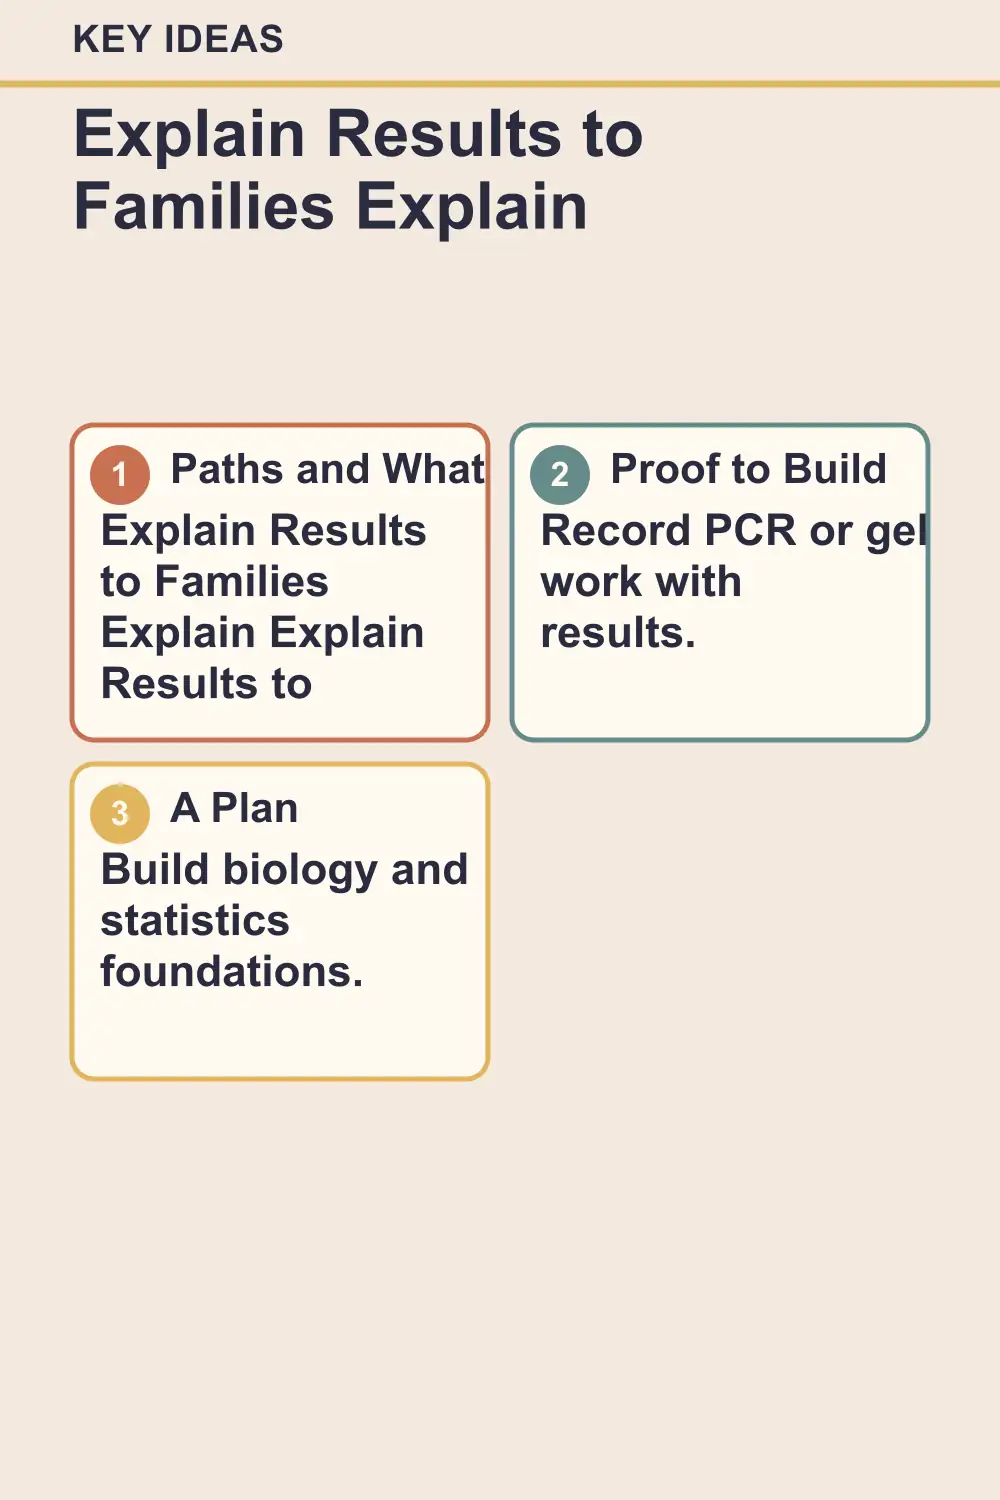 KEY IDEAS
Explain Results to
Families Explain
1 Paths and What
Explain Results
to Families
Explain Explain
Results to
2 Proof to Build
Record PCR or gel
work with
results.
3 A Plan
Build biology and
statistics
foundations.